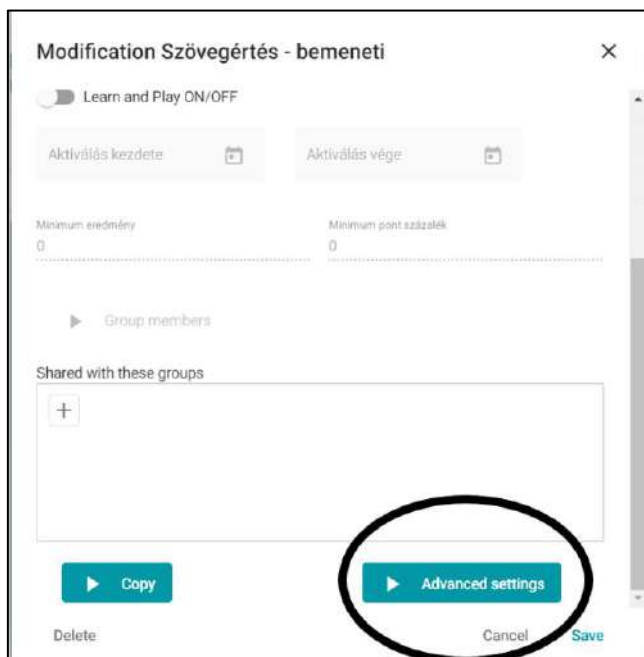 Modification Szövegértés - bemeneti
Learn and Play ON/OFF
Aktiválás kezdete Aktiválás vége
Minimum eredmény Minimum pont százalék
0 0
Group members
Shared with these groups
Copy Advanced settings
Delete Cancel Save